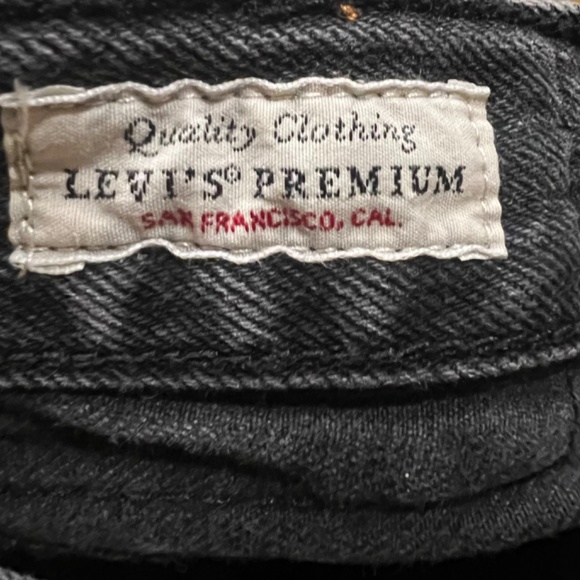 Quality Clothing
LEVI'S® PREMIUM
SAN FRANCISCO, CAL.